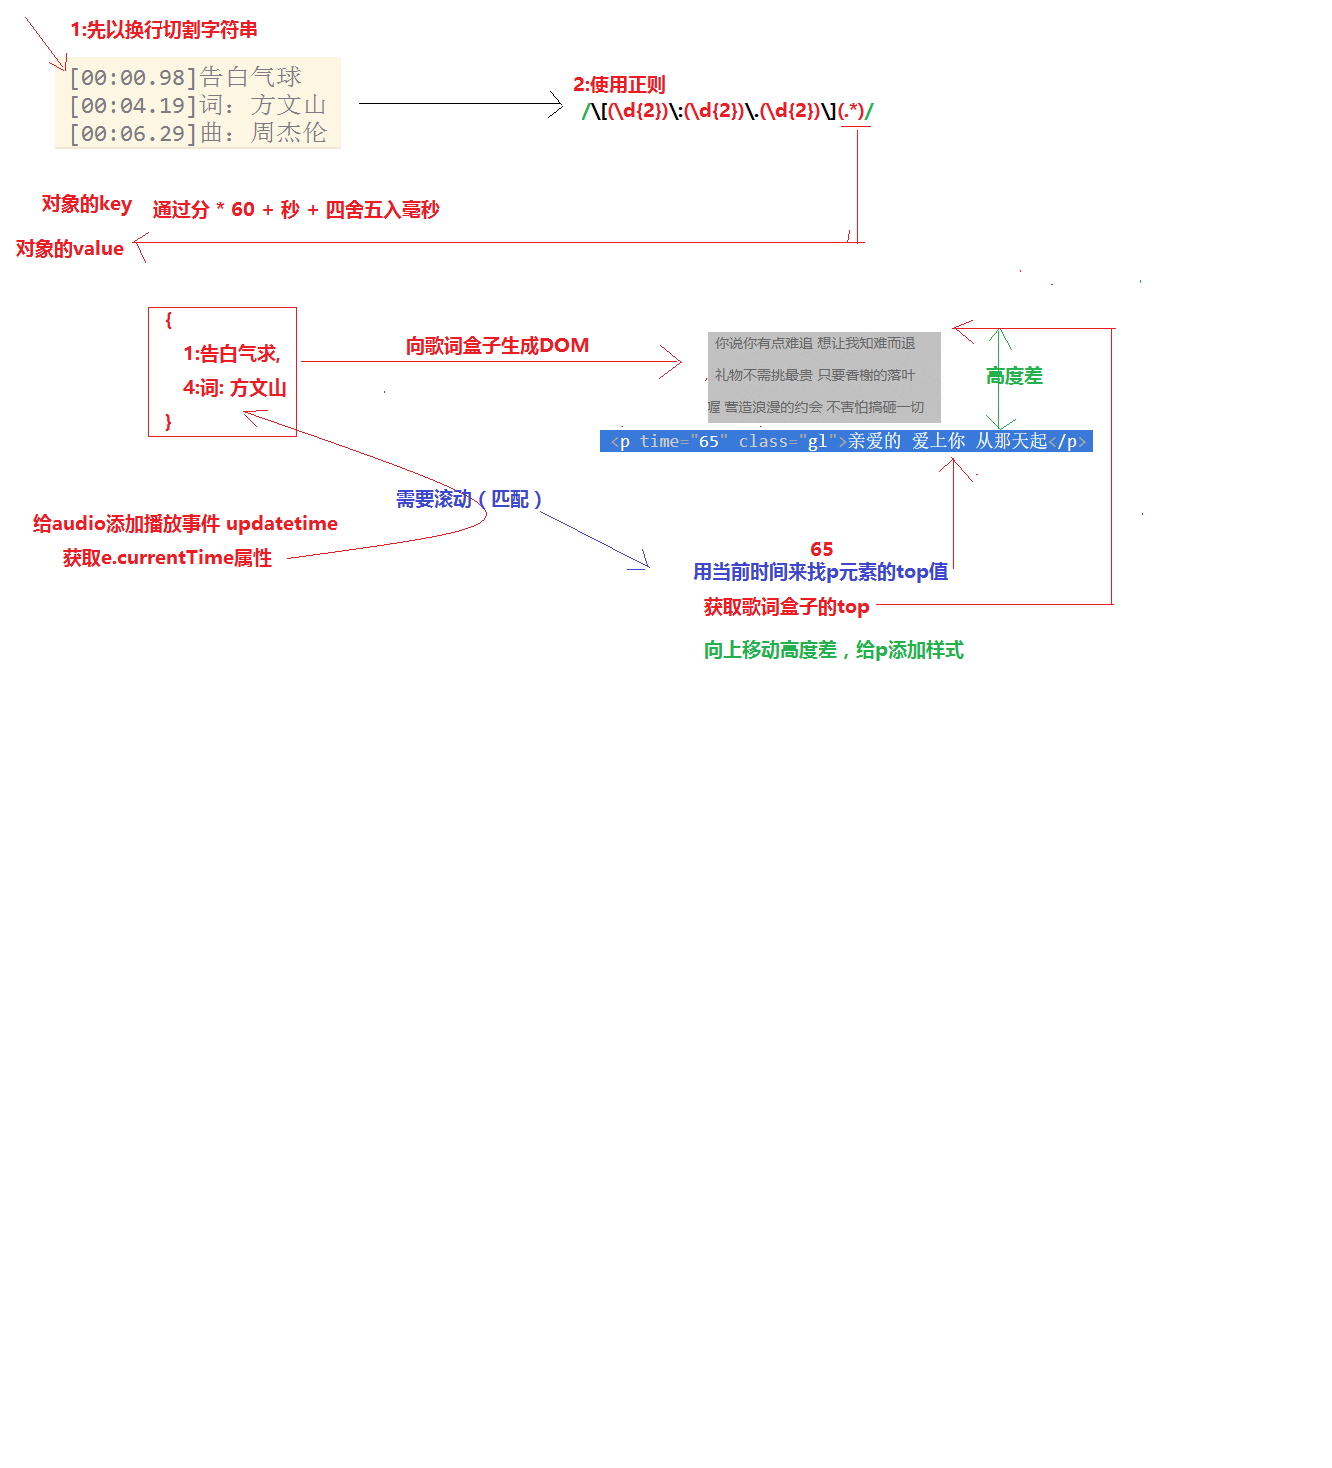 1:先以换行切割字符串
[00:00.98]告白气球
[00:04.19]词：方文山
[00:06.29]曲：周杰伦
2:使用正则
/\[(\d{2})\:(\d{2})\.(\d{2})\](.*)/
对象的key 通过分 * 60 + 秒 + 四舍五入毫秒
对象的value
{
1:告白气求,
4:词: 方文山
}
向歌词盒子生成DOM
你说你有点难追 想让我知难而退
礼物不需挑最贵 只要香榭的落叶
喔 营造浪漫的约会 不害怕搞砸一切
高度差
<p time="65" class="gl">亲爱的 爱上你 从那天起</p>
需要滚动（匹配）
给audio添加播放事件 updatetime
获取e.currentTime属性
65
用当前时间来找p元素的top值
获取歌词盒子的top
向上移动高度差，给p添加样式